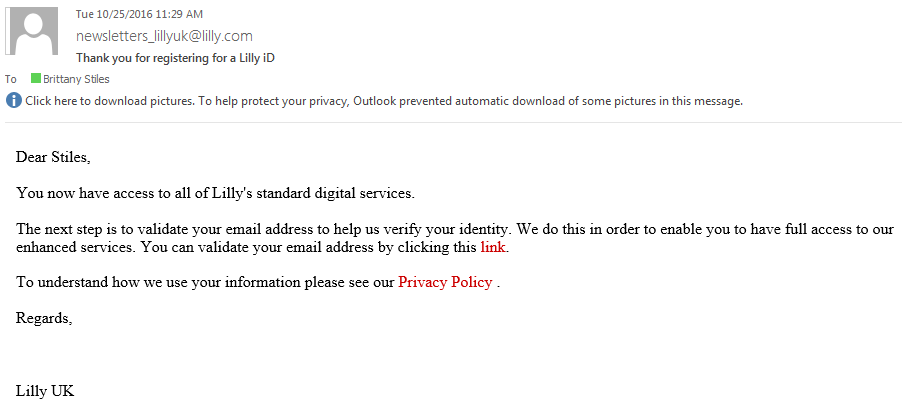 Tue 10/25/2016 11:29 AM
newsletters_lillyuk@lilly.com
Thank you for registering for a Lilly iD
To Brittany Stiles
Click here to download pictures. To help protect your privacy, Outlook prevented automatic download of some pictures in this message.
Dear Stiles,
You now have access to all of Lilly's standard digital services.
The next step is to validate your email address to help us verify your identity. We do this in order to enable you to have full access to our
enhanced services. You can validate your email address by clicking this link.
To understand how we use your information please see our Privacy Policy .
Regards,
Lilly UK